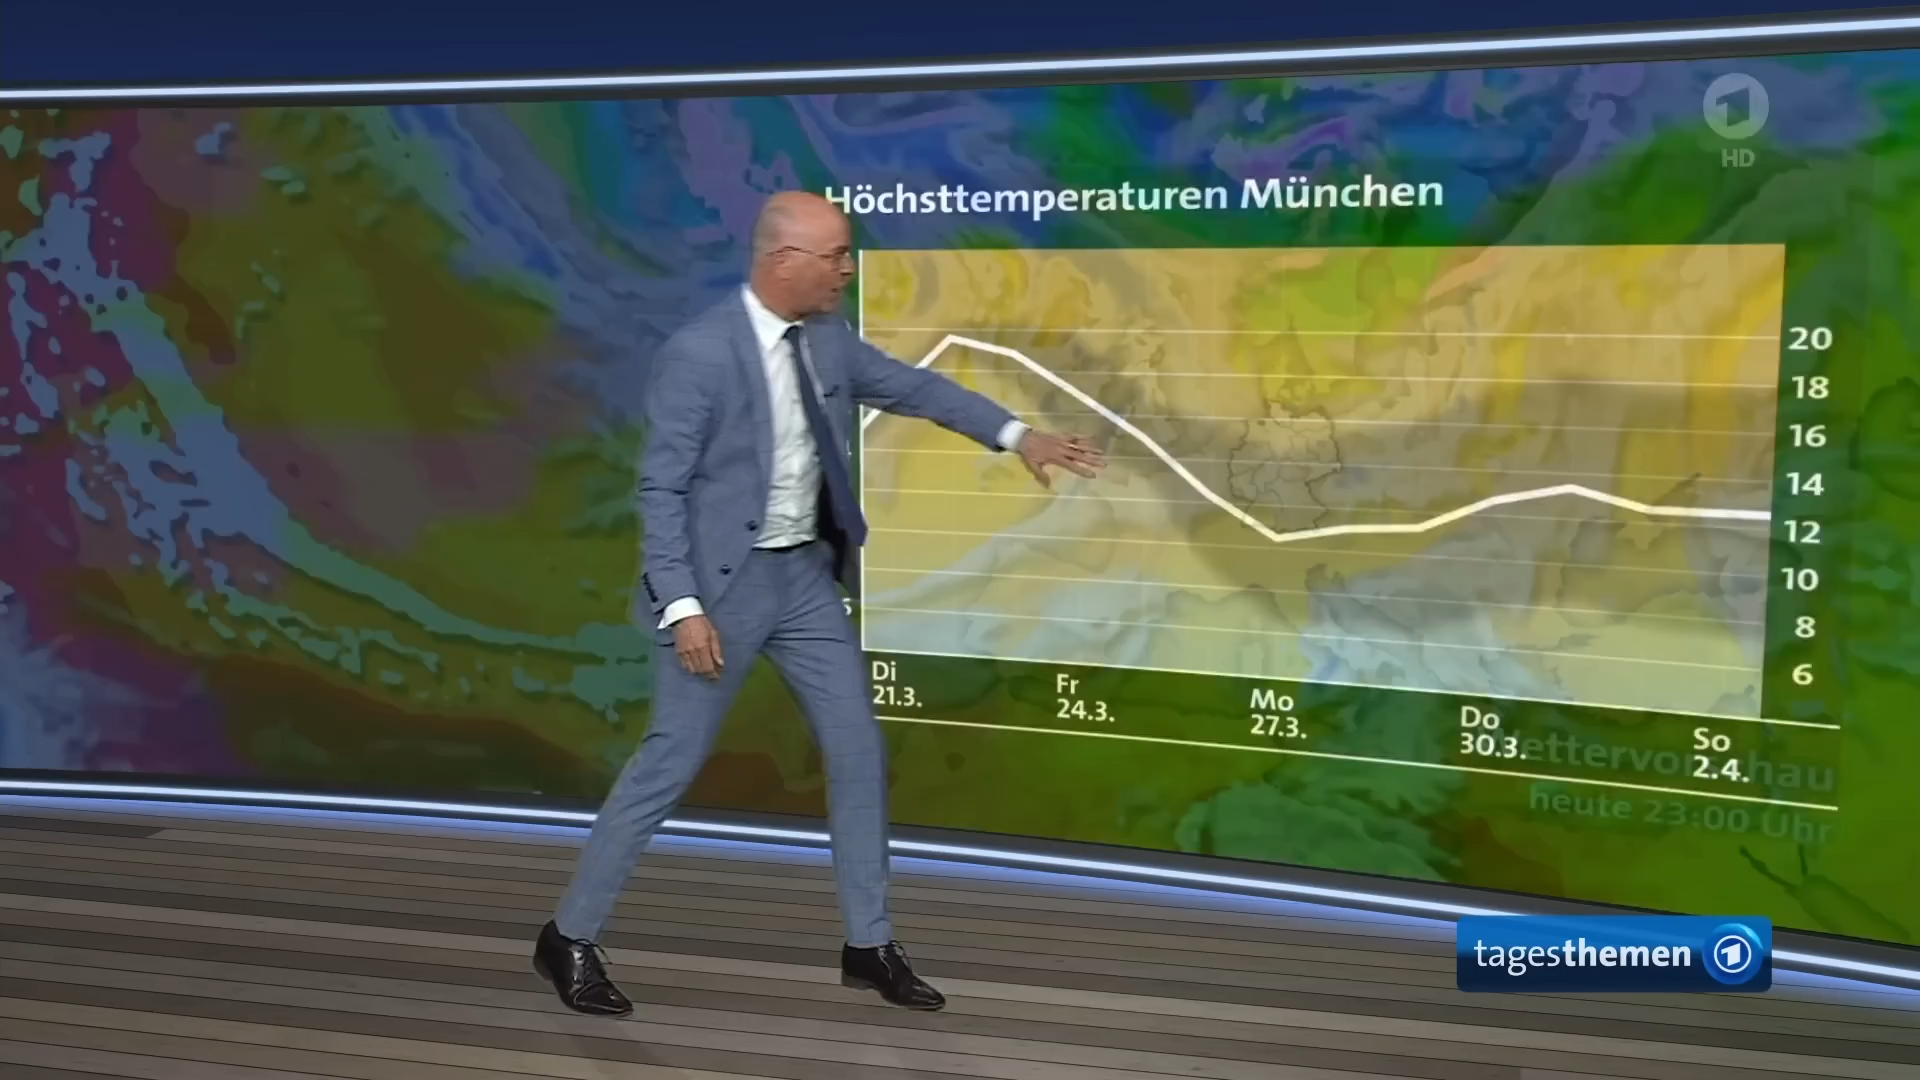 HD
Höchsttemperaturen München
20
18
16
14
12
10
8
6
Di
21.3.
Fr
24.3.
Mo
27.3.
Do
30.3.
So
2.4.
heute 23:00 Uhr
tagesthemen